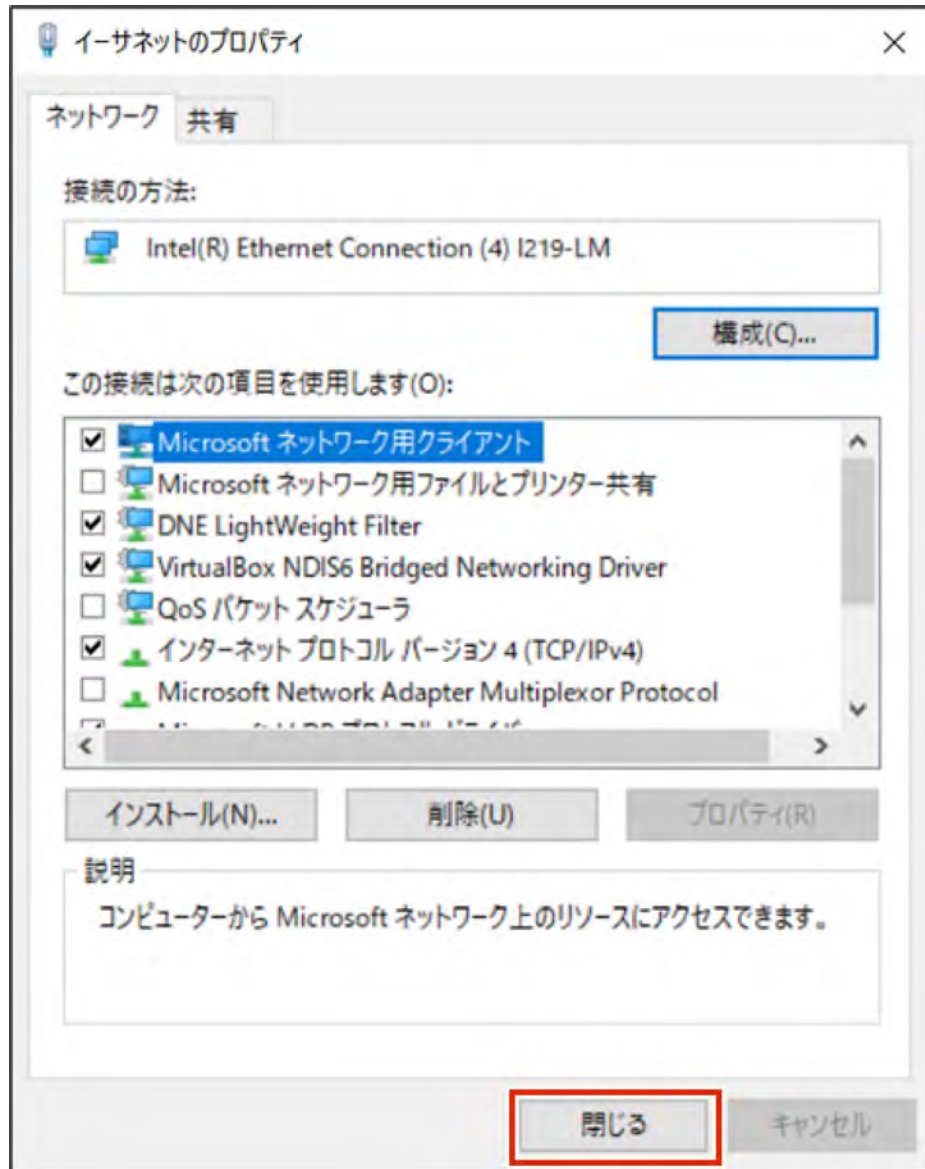 イーサネットのプロパティ
ネットワーク 共有
接続の方法:
Intel(R) Ethernet Connection (4) I219-LM
構成(C)...
この接続は次の項目を使用します(O):
Microsoft ネットワーク用クライアント
Microsoft ネットワーク用ファイルとプリンター共有
DNE LightWeight Filter
VirtualBox NDIS6 Bridged Networking Driver
QoS パケット スケジューラ
インターネット プロトコル バージョン 4 (TCP/IPv4)
Microsoft Network Adapter Multiplexor Protocol
インストール(N)... 削除(U) プロパティ(R)
説明
コンピューターから Microsoft ネットワーク上のリソースにアクセスできます。
閉じる キャンセル